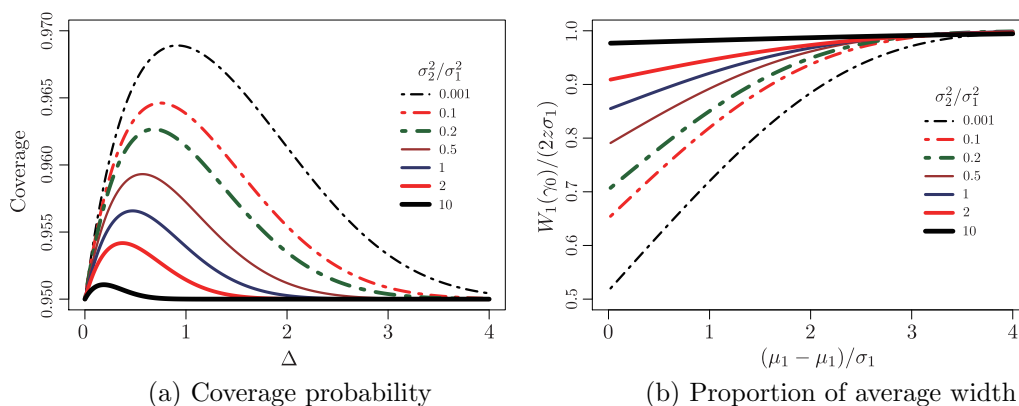 0.970
0.965
0.960
0.955
0.950
Coverage
0 1 2 3 4
Δ
σ₂²/σ₁²
0.001
0.1
0.2
0.5
1
2
10
(a) Coverage probability
1.0
0.9
0.8
0.7
0.6
0.5
W₁(γ₀)/(2zσ₁)
0 1 2 3 4
(μ₁ − μ₁)/σ₁
σ₂²/σ₁²
0.001
0.1
0.2
0.5
1
2
10
(b) Proportion of average width